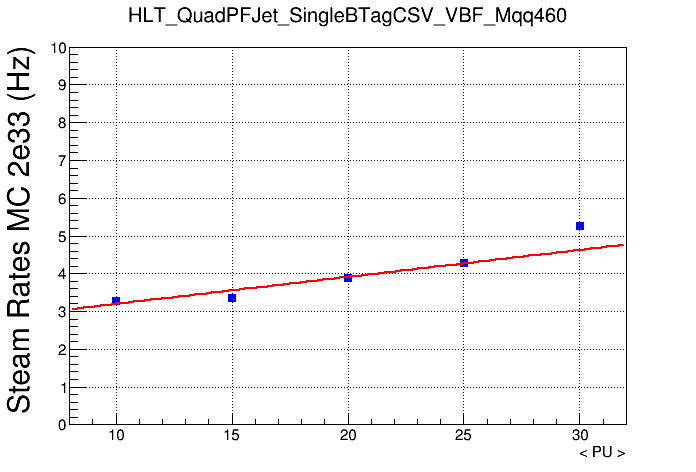 HLT_QuadPFJet_SingleBTagCSV_VBF_Mqq460
Steam Rates MC 2e33 (Hz)
10
9
8
7
6
5
4
3
2
1
0
10 15 20 25 30
< PU >